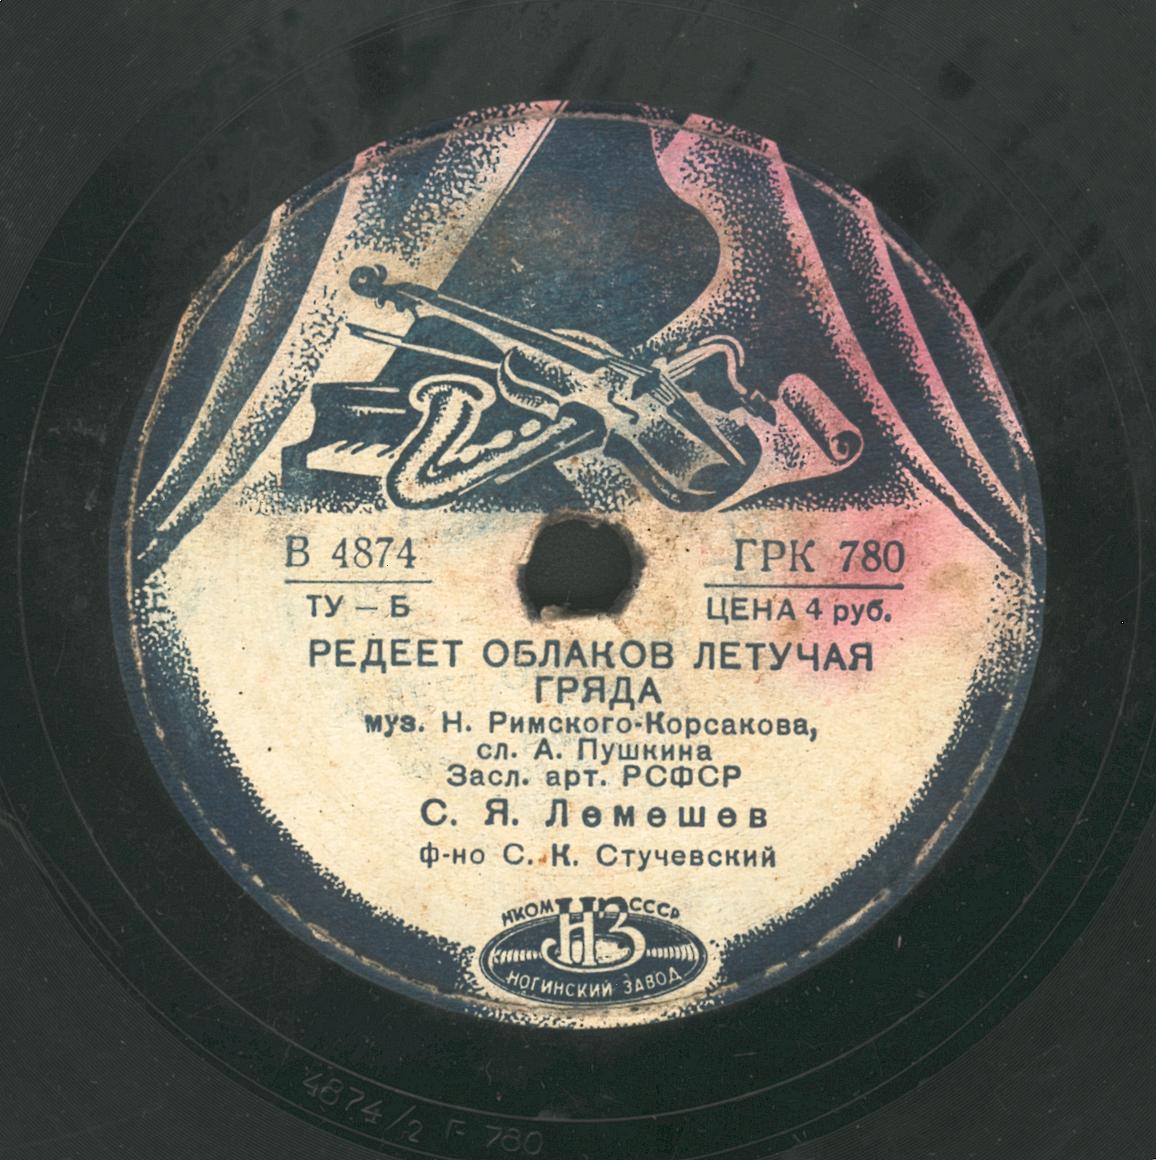 В 4874 ГРК 780
ТУ – Б ЦЕНА 4 руб.
РЕДЕЕТ ОБЛАКОВ ЛЕТУЧАЯ
ГРЯДА
муз. Н. Римского-Корсакова,
сл. А. Пушкина
Засл. арт. РСФСР
С. Я. Лемешев
ф-но С. К. Стучевский
НКОМ НЗ СССР
НОГИНСКИЙ ЗАВОД
4874/2 Г- 780